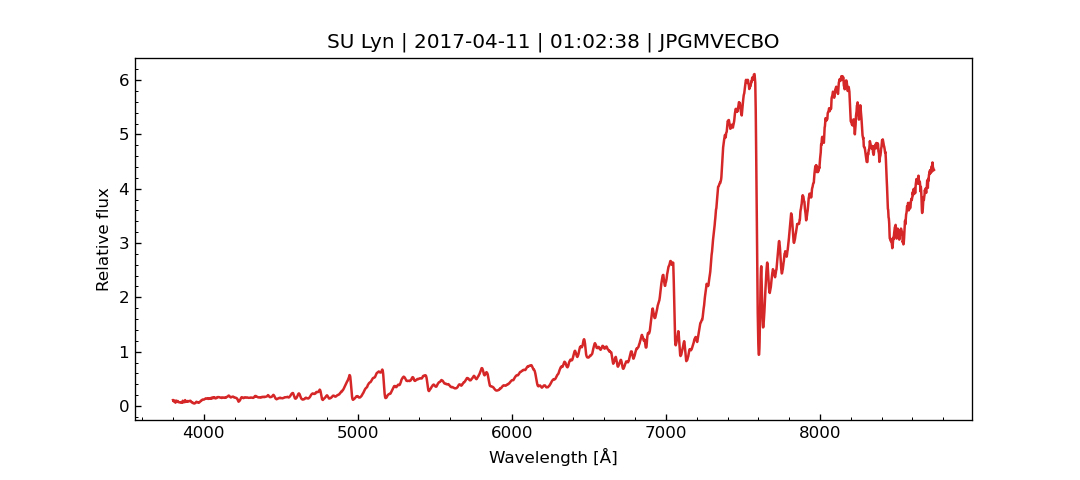 SU Lyn | 2017-04-11 | 01:02:38 | JPGMVECBO
6
5
4
3
2
1
0
Relative flux
4000 5000 6000 7000 8000
Wavelength [Å]